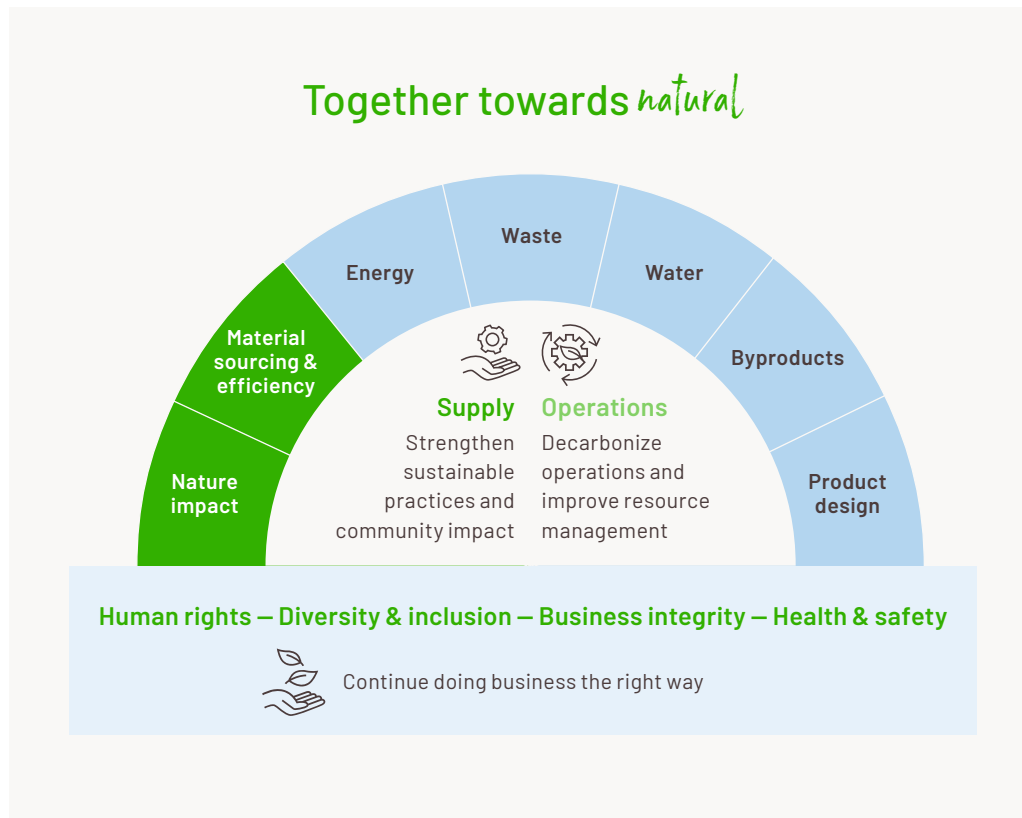 Together towards natural
Waste
Energy
Water
Material
sourcing &
efficiency
Byproducts
Nature
impact
Product
design
Supply
Strengthen
sustainable
practices and
community impact
Operations
Decarbonize
operations and
improve resource
management
Human rights – Diversity & inclusion – Business integrity – Health & safety
Continue doing business the right way